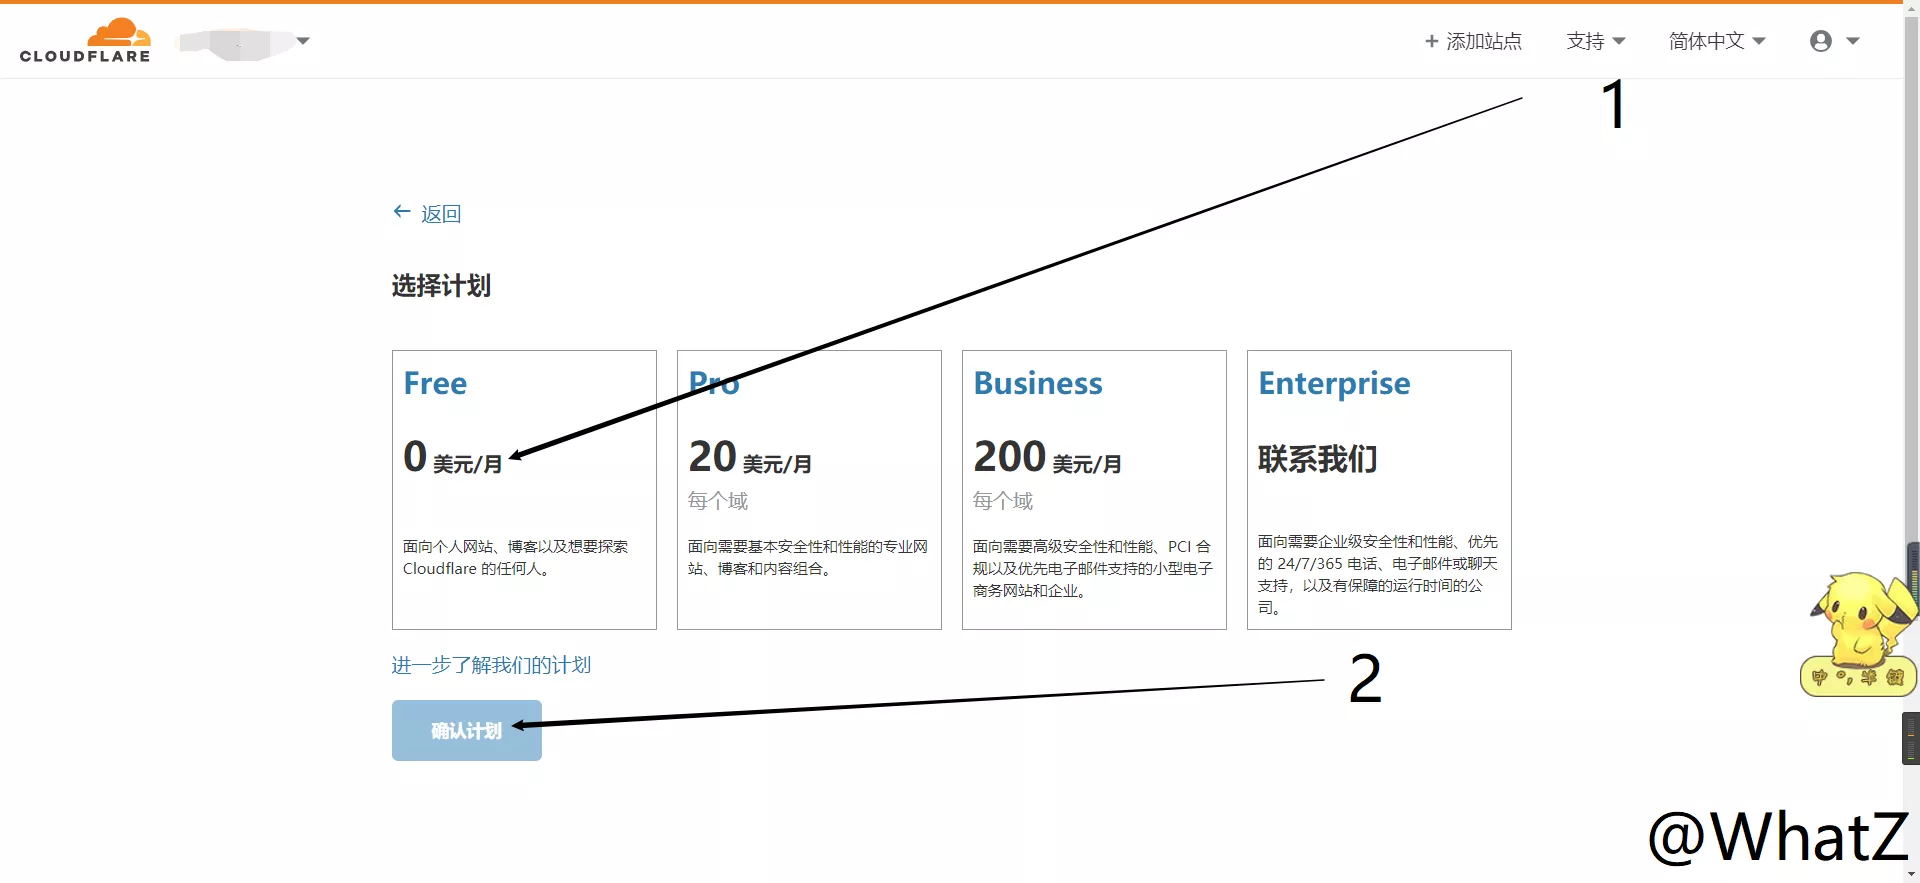 CLOUDFLARE
+ 添加站点
支持
简体中文
1
← 返回
选择计划
Free
0 美元/月
面向个人网站、博客以及想要探索
Cloudflare 的任何人。
Pro
20 美元/月
每个域
面向需要基本安全性和性能的专业网
站、博客和内容组合。
Business
200 美元/月
每个域
面向需要高级安全性和性能、PCI 合
规以及优先电子邮件支持的小型电子
商务网站和企业。
Enterprise
联系我们
面向需要企业级安全性和性能、优先
的 24/7/365 电话、电子邮件或聊天
支持，以及有保障的运行时间的公
司。
进一步了解我们的计划
2
确认计划
中 °, 半
@WhatZ